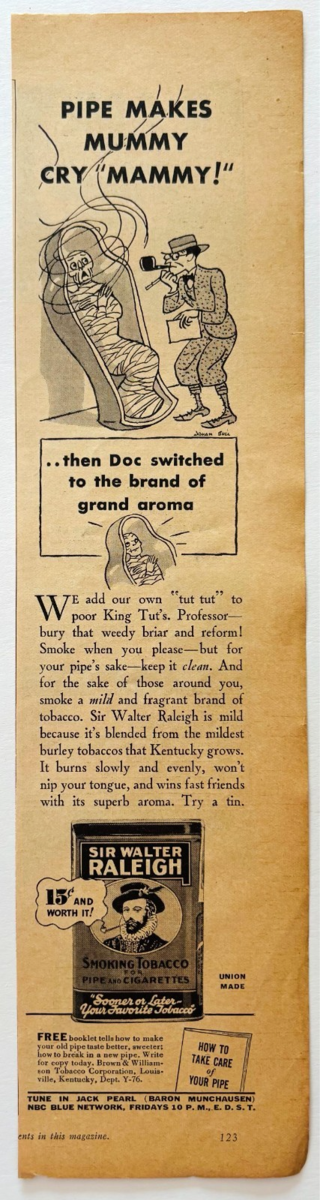 PIPE MAKES
MUMMY
CRY "MAMMY!"
..then Doc switched
to the brand of
grand aroma
WE add our own "tut tut" to
poor King Tut's. Professor—
bury that weedy briar and reform!
Smoke when you please—but for
your pipe's sake—keep it clean. And
for the sake of those around you,
smoke a mild and fragrant brand of
tobacco. Sir Walter Raleigh is mild
because it's blended from the mildest
burley tobaccos that Kentucky grows.
It burns slowly and evenly, won't
nip your tongue, and wins fast friends
with its superb aroma. Try a tin.
SIR WALTER
RALEIGH
15¢ AND
WORTH IT!
SMOKING TOBACCO
FOR
PIPE AND CIGARETTES
"Sooner or Later-
Your Favorite Tobacco"
UNION
MADE
FREE booklet tells how to make
your old pipe taste better, sweeter;
how to break in a new pipe. Write
for copy today. Brown & William-
son Tobacco Corporation, Louis-
ville, Kentucky, Dept. Y-76.
HOW TO
TAKE CARE
of
YOUR PIPE
TUNE IN JACK PEARL (BARON MUNCHAUSEN)
NBC BLUE NETWORK, FRIDAYS 10 P. M., E. D. S. T.
ents in this magazine.
123